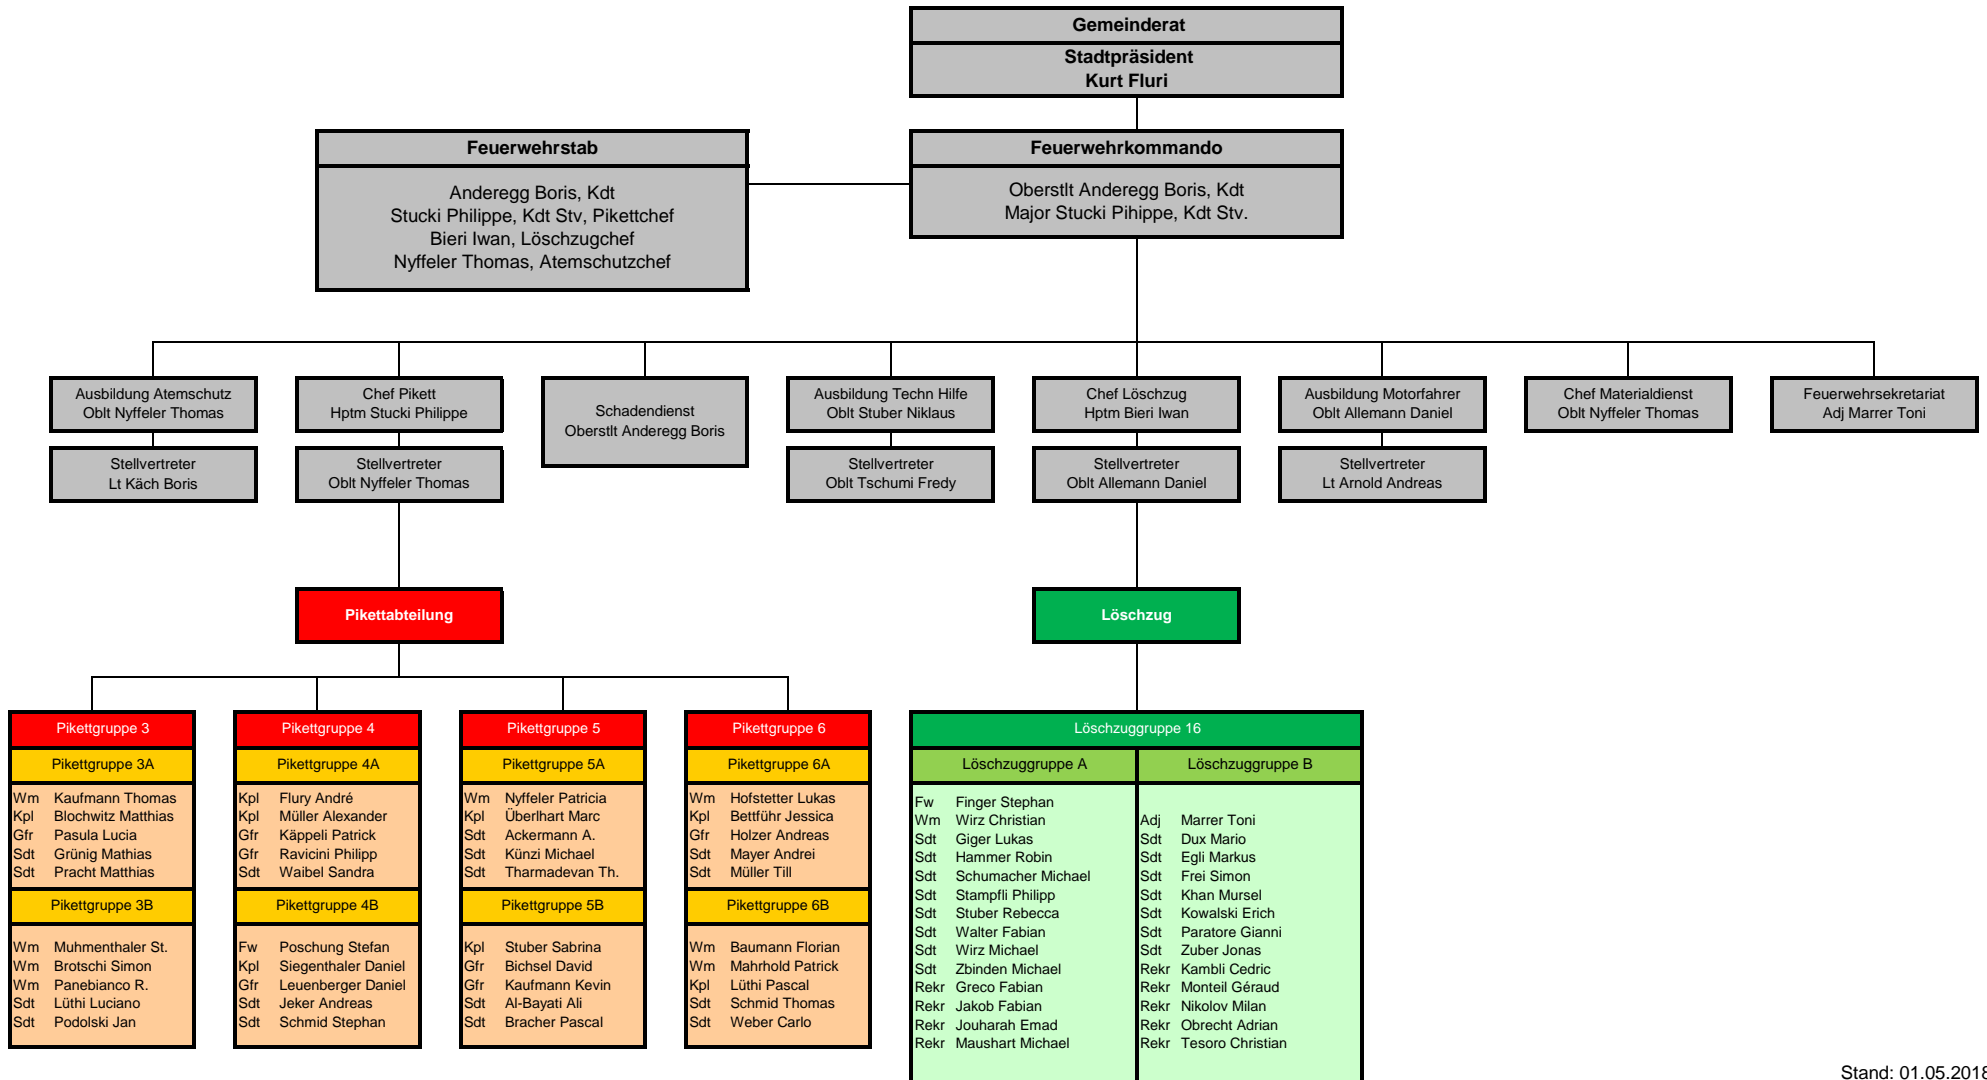 Gemeinderat
Stadtpräsident
Kurt Fluri
Feuerwehrstab
Anderegg Boris, Kdt
Stucki Philippe, Kdt Stv, Pikettchef
Bieri Iwan, Löschzugchef
Nyffeler Thomas, Atemschutzchef
Feuerwehrkommando
Oberstlt Anderegg Boris, Kdt
Major Stucki Pihippe, Kdt Stv.
Ausbildung Atemschutz
Oblt Nyffeler Thomas
Stellvertreter
Lt Käch Boris
Chef Pikett
Hptm Stucki Philippe
Stellvertreter
Oblt Nyffeler Thomas
Schadendienst
Oberstlt Anderegg Boris
Ausbildung Techn Hilfe
Oblt Stuber Niklaus
Stellvertreter
Oblt Tschumi Fredy
Chef Löschzug
Hptm Bieri Iwan
Stellvertreter
Oblt Allemann Daniel
Ausbildung Motorfahrer
Oblt Allemann Daniel
Stellvertreter
Lt Arnold Andreas
Chef Materialdienst
Oblt Nyffeler Thomas
Feuerwehrsekretariat
Adj Marrer Toni
Pikettabteilung
Löschzug
Pikettgruppe 3
Pikettgruppe 3A
Wm Kaufmann Thomas
Kpl Blochwitz Matthias
Gfr Pasula Lucia
Sdt Grünig Mathias
Sdt Pracht Matthias
Pikettgruppe 3B
Wm Muhmenthaler St.
Wm Brotschi Simon
Wm Panebianco R.
Sdt Lüthi Luciano
Sdt Podolski Jan
Pikettgruppe 4
Pikettgruppe 4A
Kpl Flury André
Kpl Müller Alexander
Gfr Käppeli Patrick
Gfr Ravicini Philipp
Sdt Waibel Sandra
Pikettgruppe 4B
Fw Poschung Stefan
Kpl Siegenthaler Daniel
Gfr Leuenberger Daniel
Sdt Jeker Andreas
Sdt Schmid Stephan
Pikettgruppe 5
Pikettgruppe 5A
Wm Nyffeler Patricia
Kpl Überlhart Marc
Sdt Ackermann A.
Sdt Künzi Michael
Sdt Tharmadevan Th.
Pikettgruppe 5B
Kpl Stuber Sabrina
Gfr Bichsel David
Gfr Kaufmann Kevin
Sdt Al-Bayati Ali
Sdt Bracher Pascal
Pikettgruppe 6
Pikettgruppe 6A
Wm Hofstetter Lukas
Kpl Bettführ Jessica
Gfr Holzer Andreas
Sdt Mayer Andrei
Sdt Müller Till
Pikettgruppe 6B
Wm Baumann Florian
Wm Mahrhold Patrick
Kpl Lüthi Pascal
Sdt Schmid Thomas
Sdt Weber Carlo
Löschzuggruppe 16
Löschzuggruppe A
Fw Finger Stephan
Wm Wirz Christian
Sdt Giger Lukas
Sdt Hammer Robin
Sdt Schumacher Michael
Sdt Stampfli Philipp
Sdt Stuber Rebecca
Sdt Walter Fabian
Sdt Wirz Michael
Sdt Zbinden Michael
Rekr Greco Fabian
Rekr Jakob Fabian
Rekr Jouharah Emad
Rekr Maushart Michael
Löschzuggruppe B
Adj Marrer Toni
Sdt Dux Mario
Sdt Egli Markus
Sdt Frei Simon
Sdt Khan Mursel
Sdt Kowalski Erich
Sdt Paratore Gianni
Sdt Zuber Jonas
Rekr Kambli Cedric
Rekr Monteil Géraud
Rekr Nikolov Milan
Rekr Obrecht Adrian
Rekr Tesoro Christian
Stand: 01.05.2018